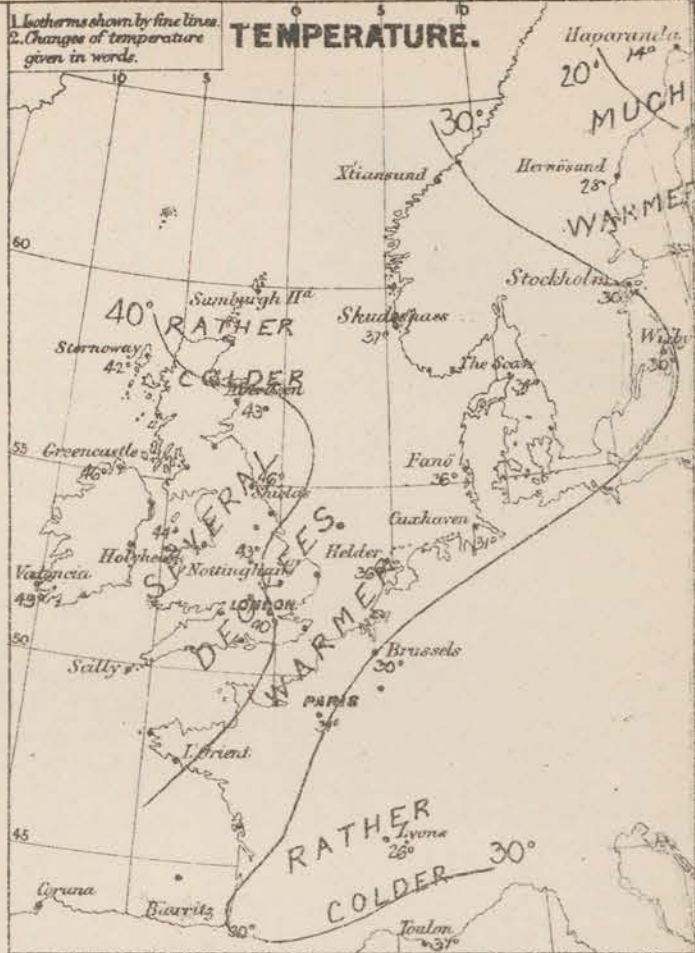 1. Isotherms shown by fine lines.
2. Changes of temperature
given in words.
TEMPERATURE.
Haparanda
14°
10
5
0
5
10
20°
MUCH
30°
Xtiansund
Hernösand
28°
WARMER
60
Stockholm
30°
Sumburgh Hd
40°
RATHER
Skudesnaes
37°
Wisby
30°
Stornoway
42°
COLDER
The Scaw
Aberdeen
43°
55
Greencastle
46°
Fanö
36°
46°
Shields
SEVERAL
Cuxhaven
31°
44°
Holyhead
43°
Nottingham
DEGREES.
Helder
36°
Valencia
49°
LONDON
40°
WARMER
50
Scilly
Brussels
30°
PARIS
L'Orient
RATHER
Lyons
26°
30°
45
COLDER
Coruna
Biarritz
30°
Toulon
37°